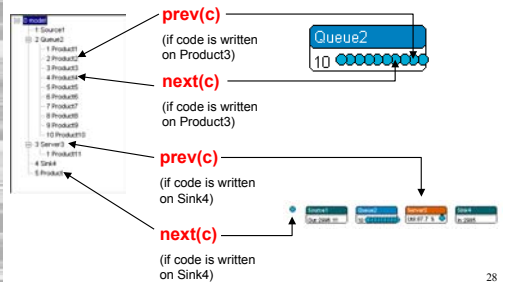 0 model
1 Source1
2 Queue2
1 Product1
2 Product2
3 Product3
4 Product4
5 Product5
6 Product6
7 Product7
8 Product8
9 Product9
10 Product10
3 Server3
1 Product11
4 Sink4
5 Product
prev(c)
(if code is written
on Product3)
next(c)
(if code is written
on Product3)
prev(c)
(if code is written
on Sink4)
next(c)
(if code is written
on Sink4)
Queue2
10
Source1
Queue2
10
Server3
Sink4
28